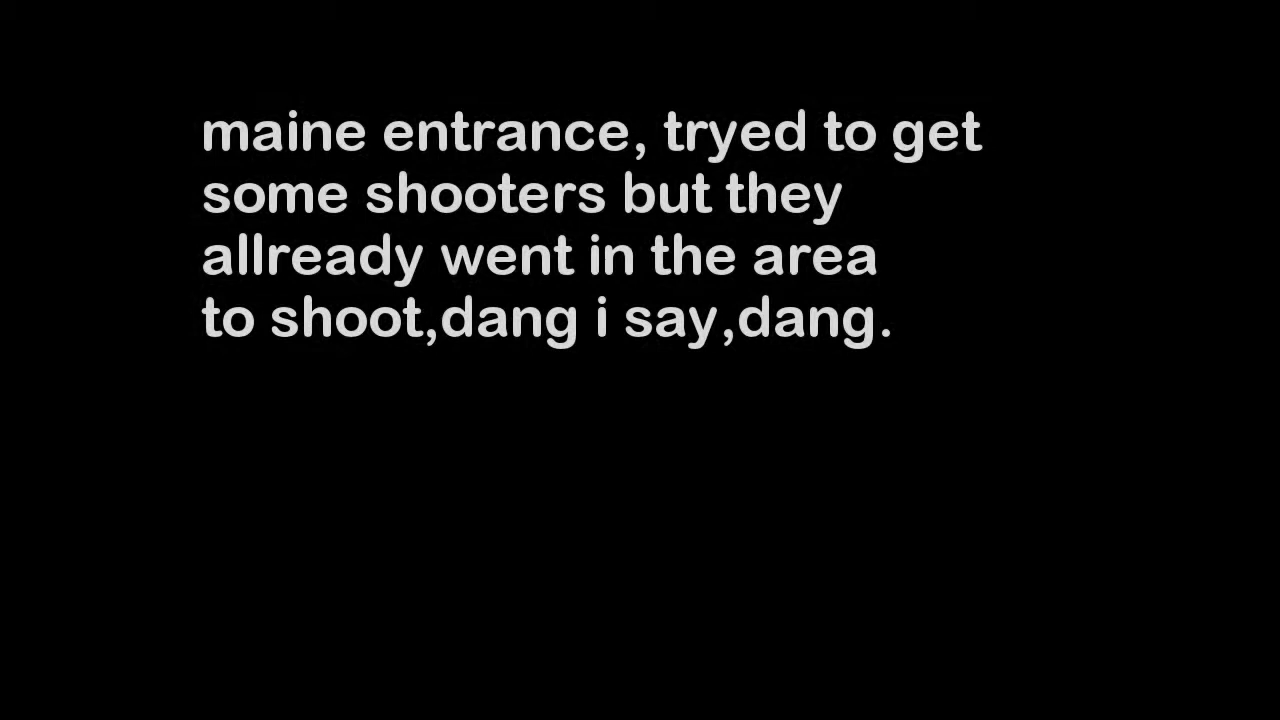 maine entrance, tryed to get
some shooters but they
allready went in the area
to shoot,dang i say,dang.